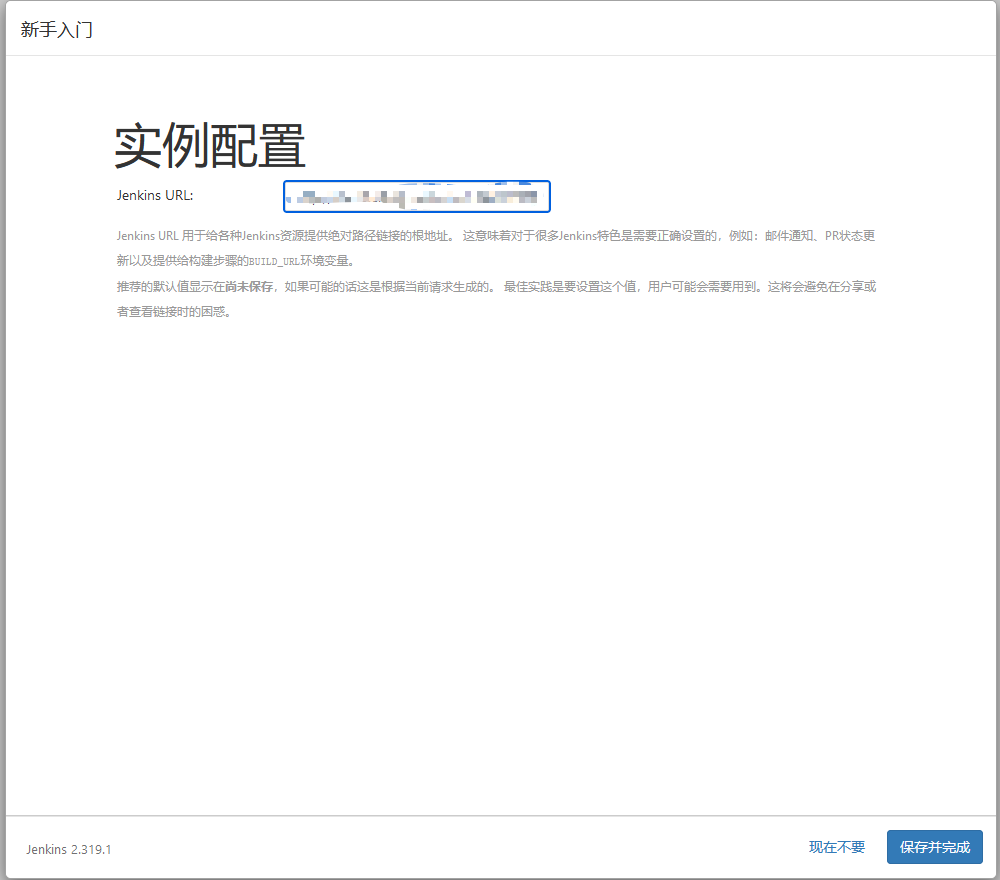 新手入门
实例配置
Jenkins URL:
Jenkins URL 用于给各种Jenkins资源提供绝对路径链接的根地址。 这意味着对于很多Jenkins特色是需要正确设置的，例如：邮件通知、PR状态更
新以及提供给构建步骤的BUILD_URL环境变量。
推荐的默认值显示在尚未保存，如果可能的话这是根据当前请求生成的。 最佳实践是要设置这个值，用户可能会需要用到。这将会避免在分享或
者查看链接时的困惑。
Jenkins 2.319.1
现在不要
保存并完成